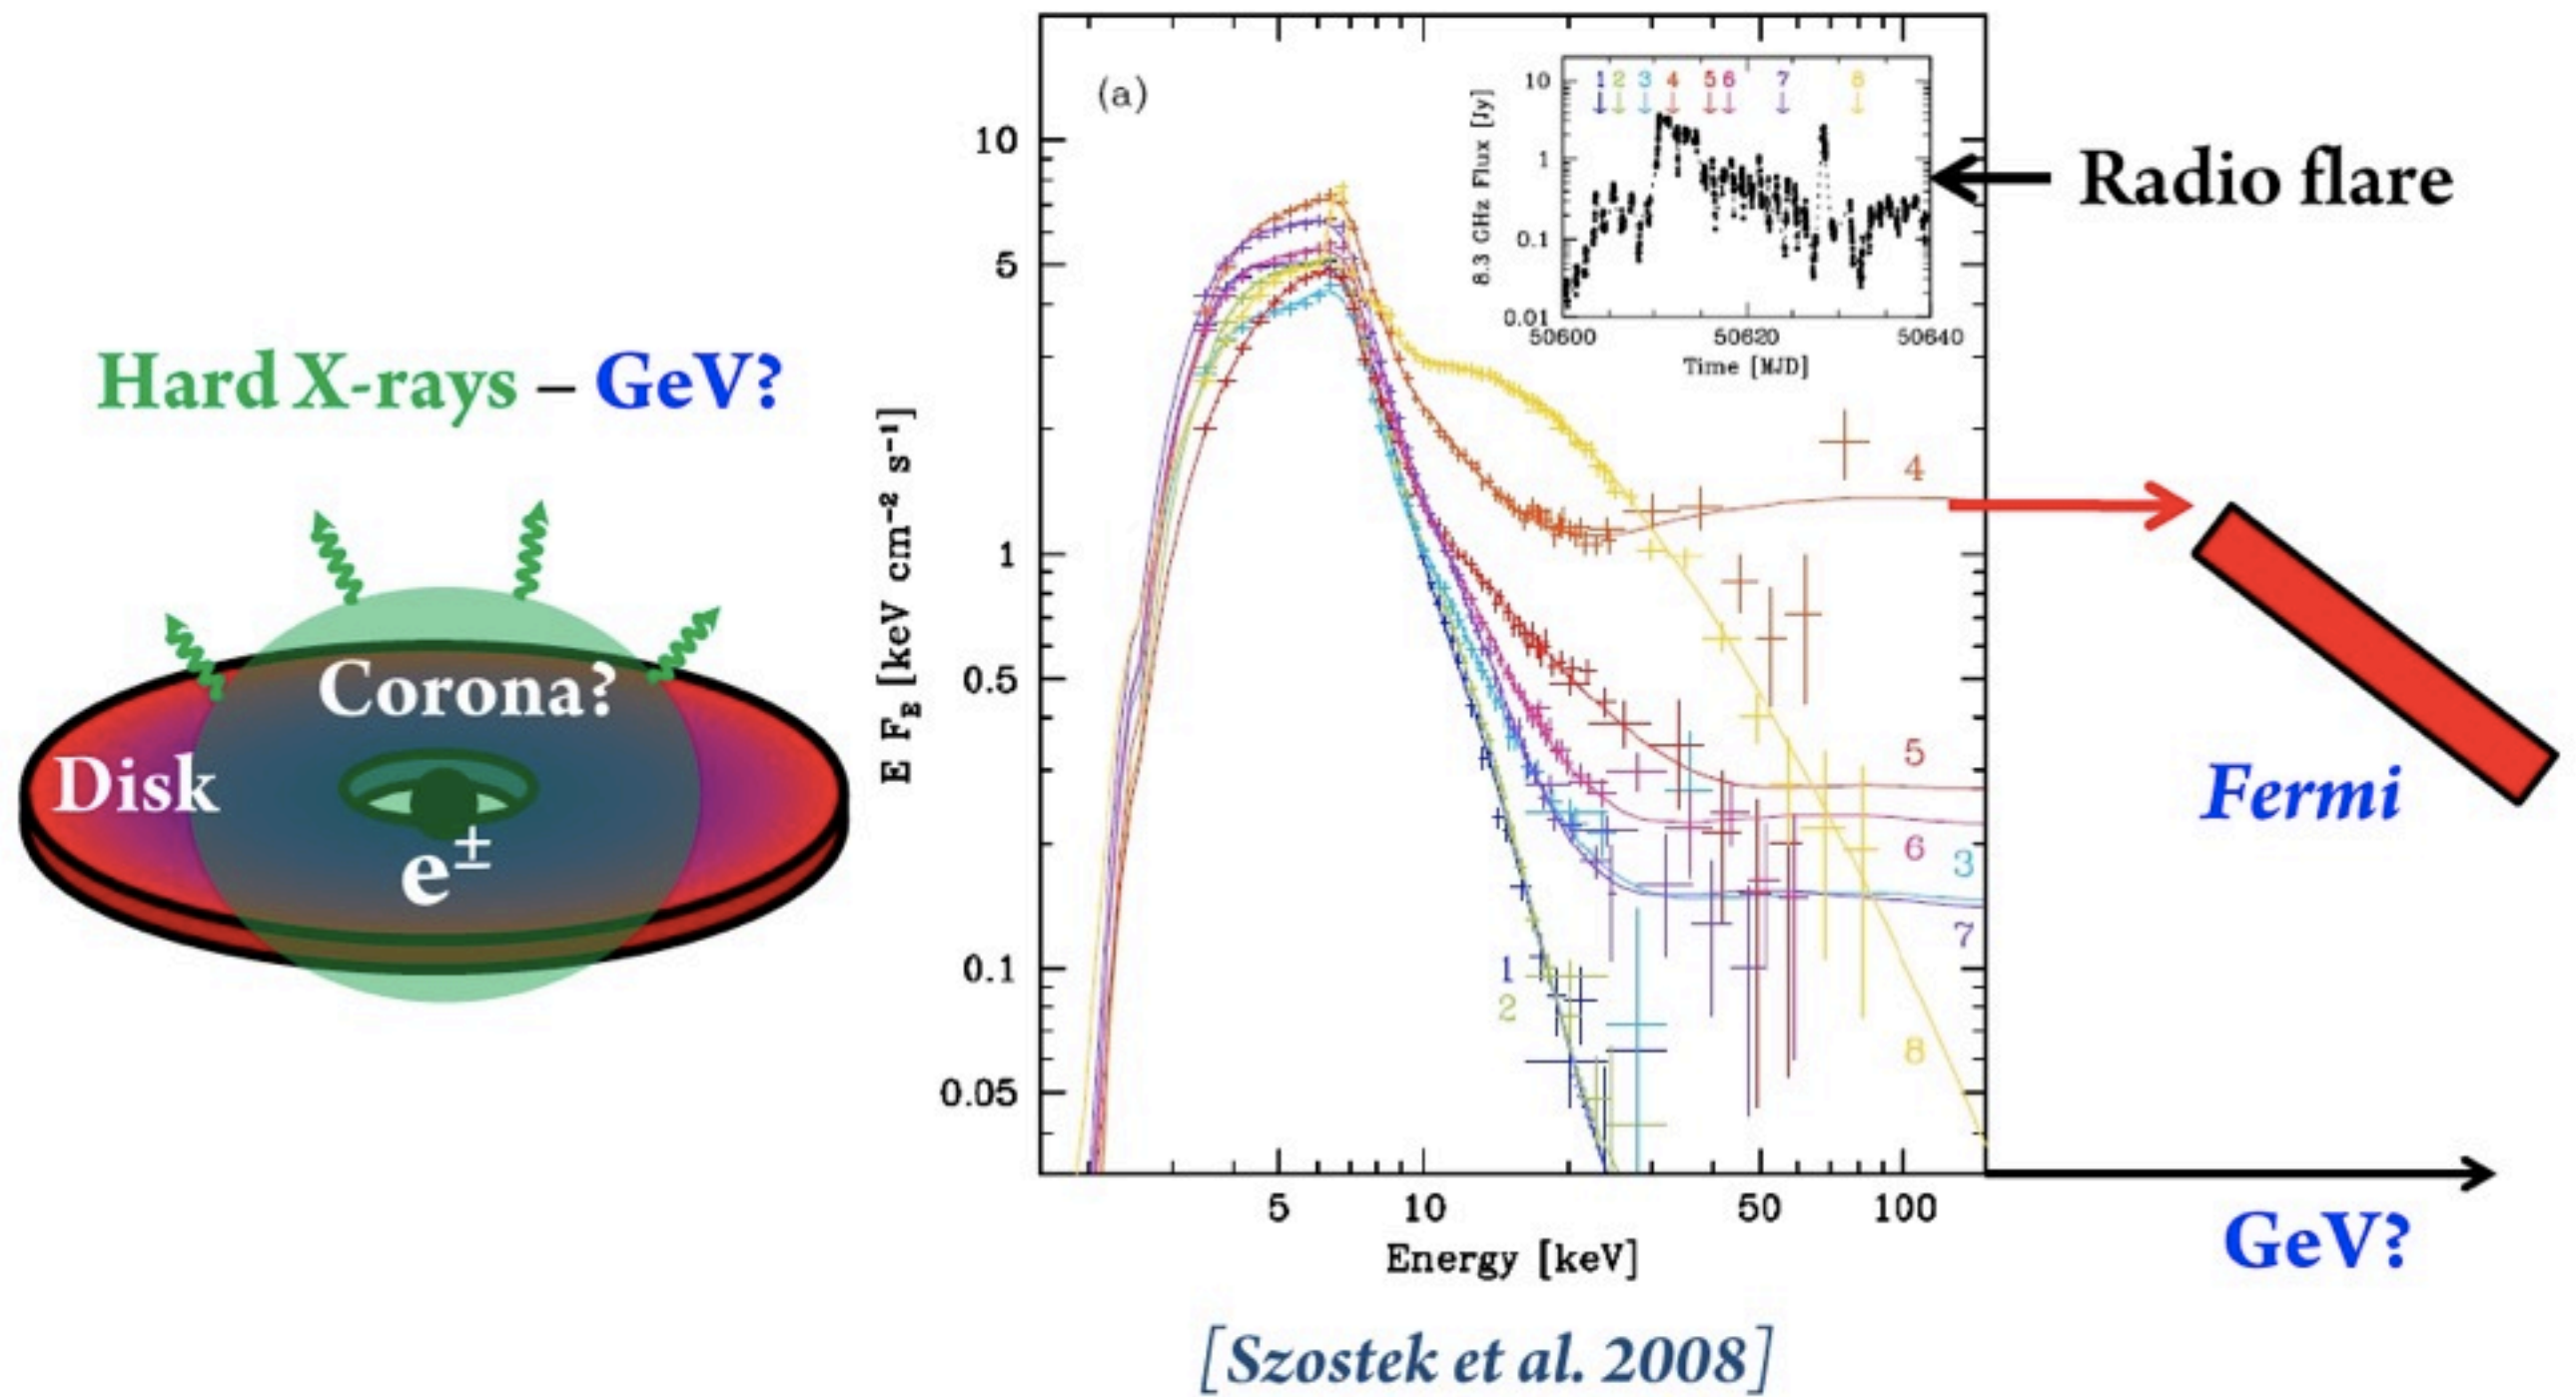 Hard X-rays – GeV?
Corona?
Disk
e±
(a)
10
5
1
0.5
0.1
0.05
E F_E [keV cm⁻² s⁻¹]
5 10 50 100
Energy [keV]
4
5
6
3
7
8
1
2
1 2 3 4 5 6 7 8
10
1
0.1
0.01
8.3 GHz Flux [Jy]
50600 50620 50640
Time [MJD]
Radio flare
Fermi
GeV?
[Szostek et al. 2008]